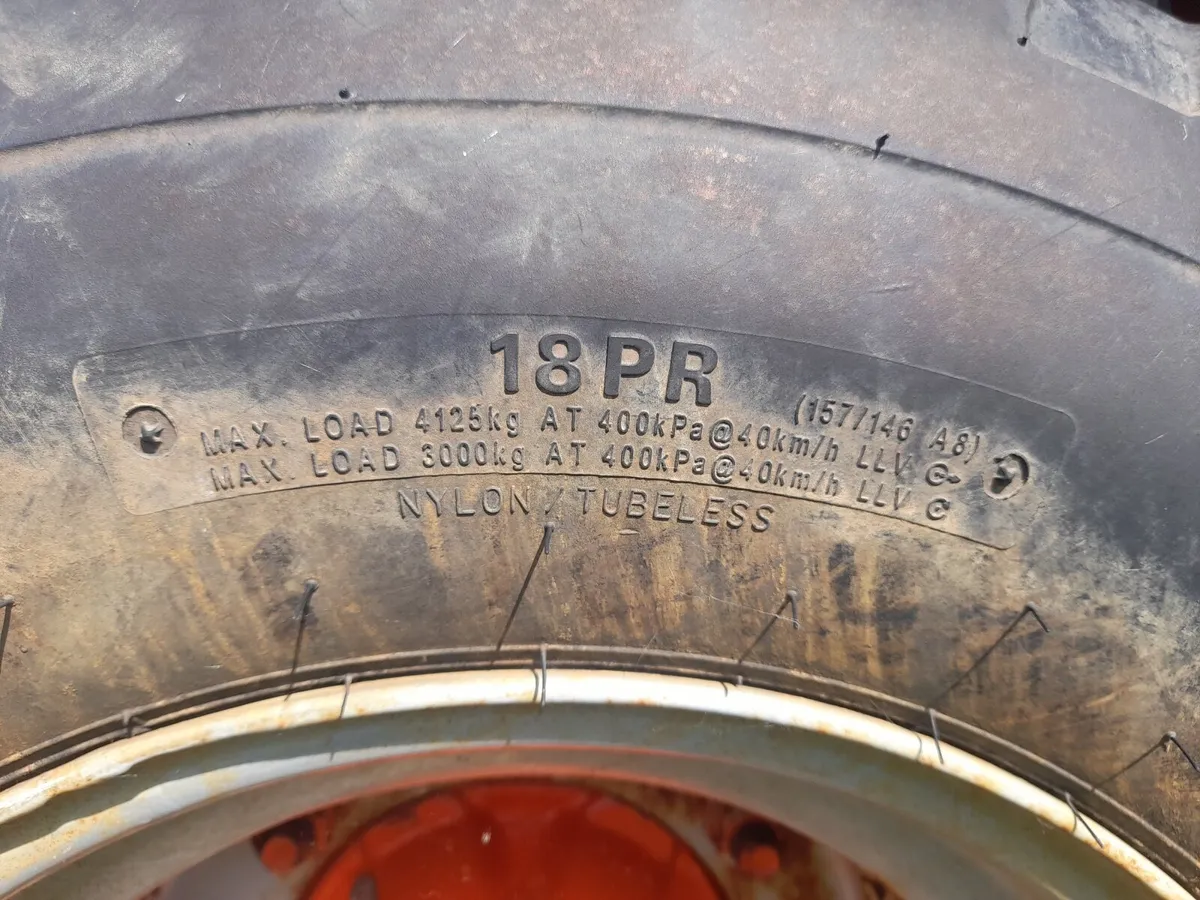 18PR
(157/146 A8)
MAX. LOAD 4125kg AT 400kPa@40km/h LLV
MAX. LOAD 3000kg AT 400kPa@40km/h LLV
NYLON / TUBELESS